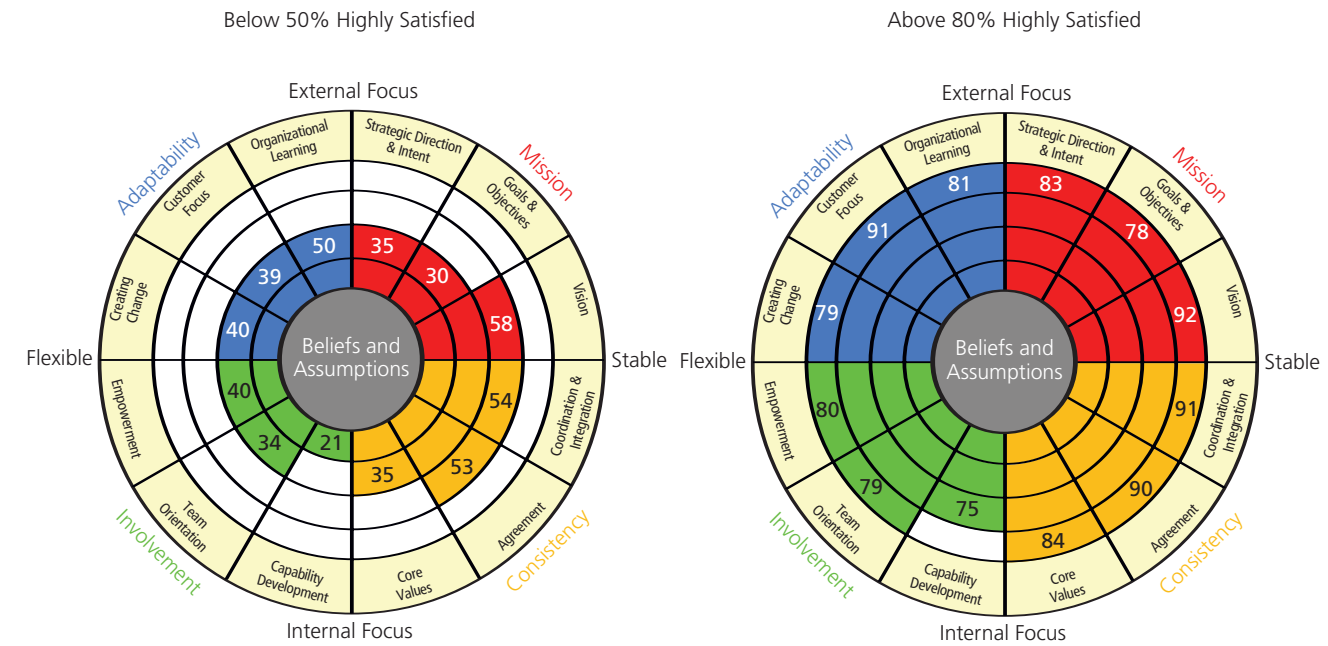 Below 50% Highly Satisfied
External Focus
Adaptability
Mission
Organizational
Learning
Strategic Direction
& Intent
Customer
Focus
Goals &
Objectives
Creating
Change
Vision
50
35
39
30
40
58
Flexible
Beliefs and
Assumptions
Stable
40
54
34
21
35
53
Empowerment
Coordination &
Integration
Team
Orientation
Agreement
Capability
Development
Core
Values
Involvement
Consistency
Internal Focus
Above 80% Highly Satisfied
External Focus
Adaptability
Mission
Organizational
Learning
Strategic Direction
& Intent
Customer
Focus
Goals &
Objectives
Creating
Change
Vision
81
83
91
78
79
92
Flexible
Beliefs and
Assumptions
Stable
80
91
79
75
84
90
Empowerment
Coordination &
Integration
Team
Orientation
Agreement
Capability
Development
Core
Values
Involvement
Consistency
Internal Focus